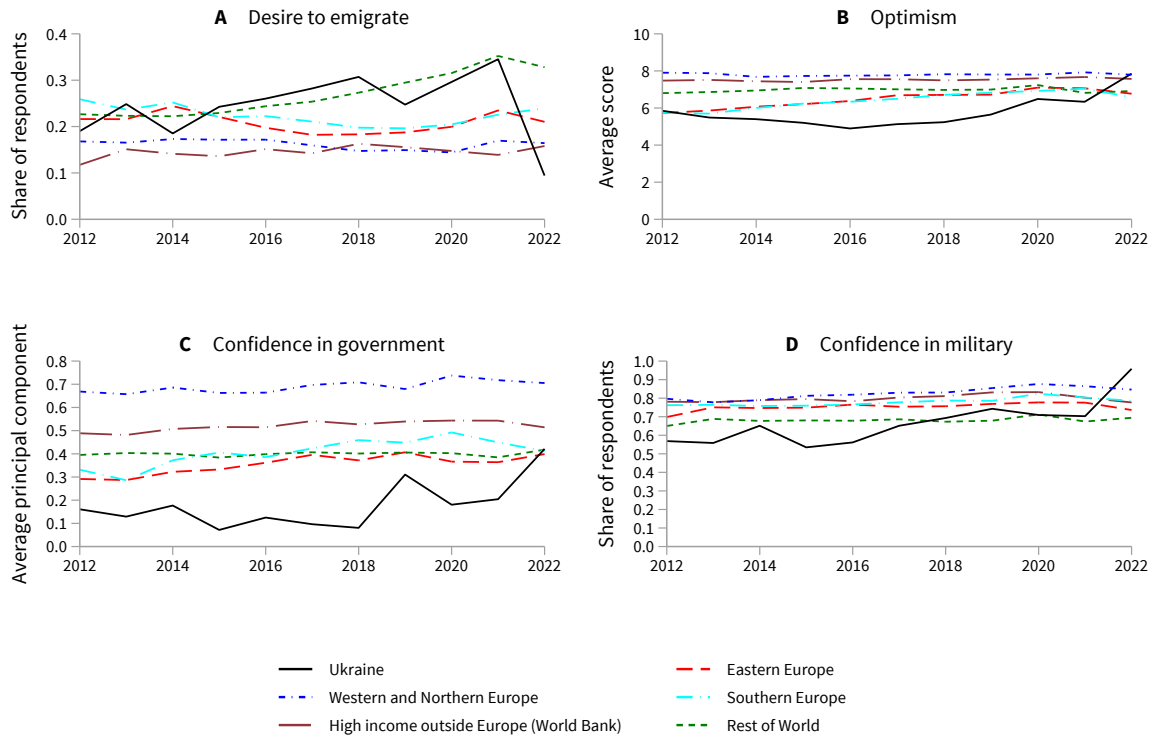 A Desire to emigrate
Share of respondents
0.4
0.3
0.2
0.1
0.0
2012 2014 2016 2018 2020 2022
B Optimism
Average score
10
8
6
4
2
0
2012 2014 2016 2018 2020 2022
C Confidence in government
Average principal component
0.8
0.7
0.6
0.5
0.4
0.3
0.2
0.1
0.0
2012 2014 2016 2018 2020 2022
D Confidence in military
Share of respondents
1.0
0.9
0.8
0.7
0.6
0.5
0.4
0.3
0.2
0.1
0.0
2012 2014 2016 2018 2020 2022
Ukraine
Western and Northern Europe
High income outside Europe (World Bank)
Eastern Europe
Southern Europe
Rest of World